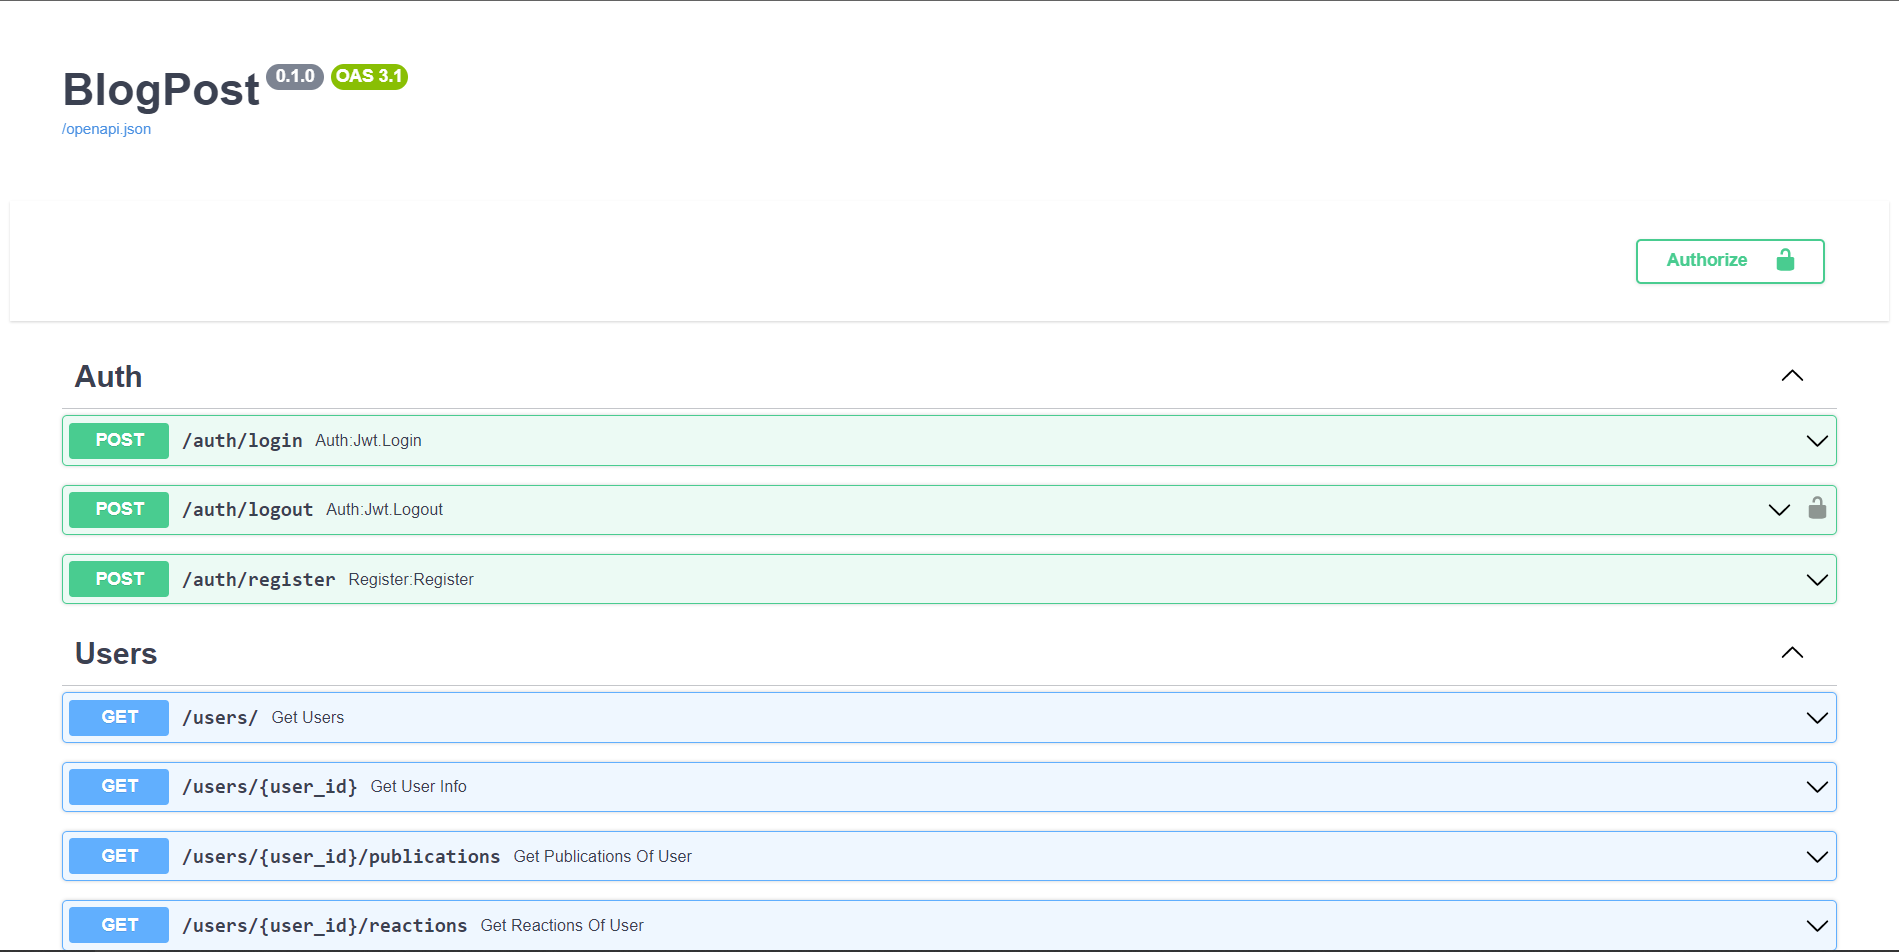 BlogPost 0.1.0 OAS 3.1
/openapi.json
Authorize
Auth
POST /auth/login Auth:Jwt.Login
POST /auth/logout Auth:Jwt.Logout
POST /auth/register Register:Register
Users
GET /users/ Get Users
GET /users/{user_id} Get User Info
GET /users/{user_id}/publications Get Publications Of User
GET /users/{user_id}/reactions Get Reactions Of User